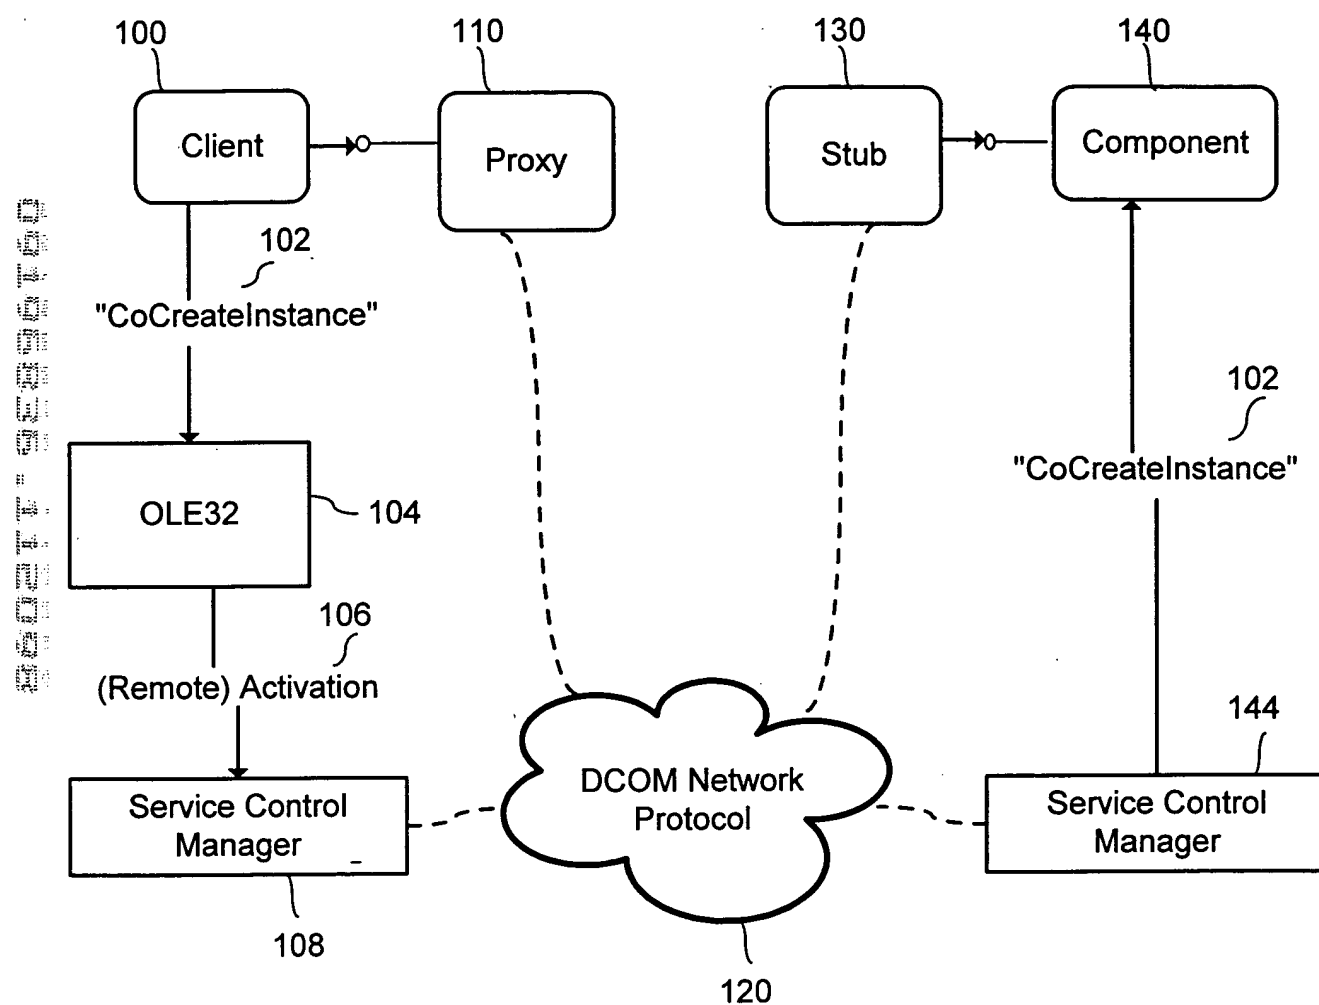 100
110
130
140
Client
Proxy
Stub
Component
102
"CoCreateInstance"
102
"CoCreateInstance"
OLE32
104
106
(Remote) Activation
144
Service Control
Manager
DCOM Network
Protocol
Service Control
Manager
108
120